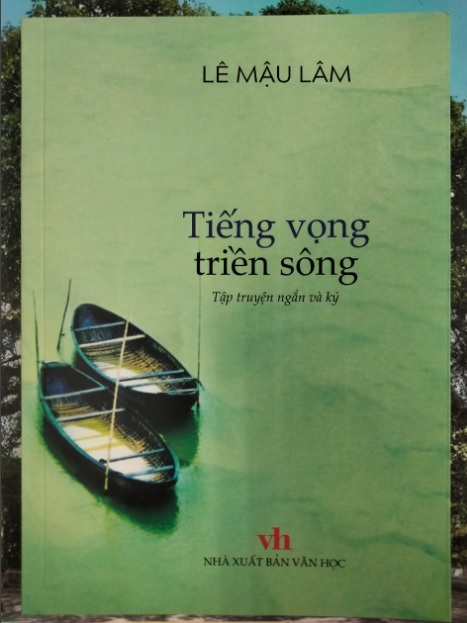 LÊ MẬU LÂM
Tiếng vọng
triền sông
Tập truyện ngắn và ký
vh
NHÀ XUẤT BẢN VĂN HỌC